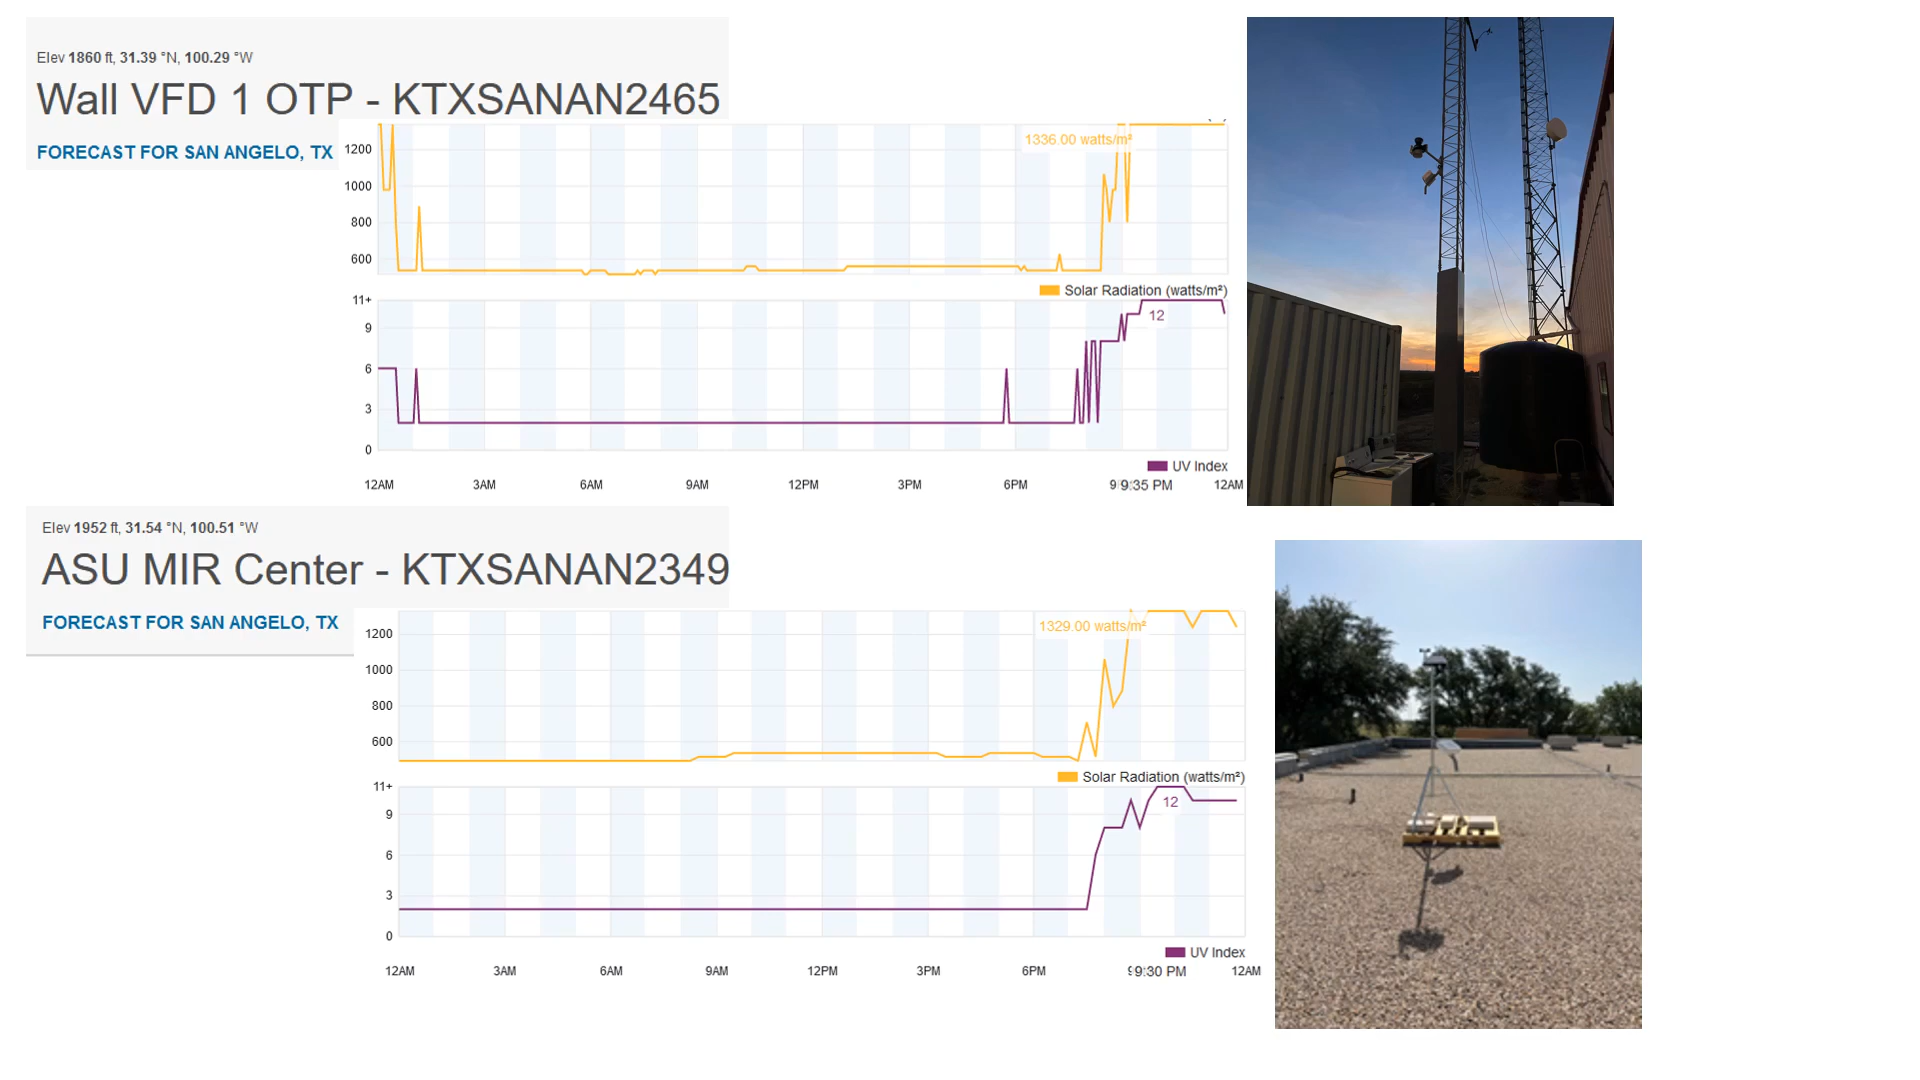 Elev 1860 ft, 31.39 °N, 100.29 °W
Wall VFD 1 OTP - KTXSANAN2465
FORECAST FOR SAN ANGELO, TX
1336.00 watts/m²
1200
1000
800
600
Solar Radiation (watts/m²)
11+
12
9
6
3
0
UV Index
12AM 3AM 6AM 9AM 12PM 3PM 6PM 9:35 PM 12AM
Elev 1952 ft, 31.54 °N, 100.51 °W
ASU MIR Center - KTXSANAN2349
FORECAST FOR SAN ANGELO, TX
1329.00 watts/m²
1200
1000
800
600
Solar Radiation (watts/m²)
11+
12
9
6
3
0
UV Index
12AM 3AM 6AM 9AM 12PM 3PM 6PM 9:30 PM 12AM